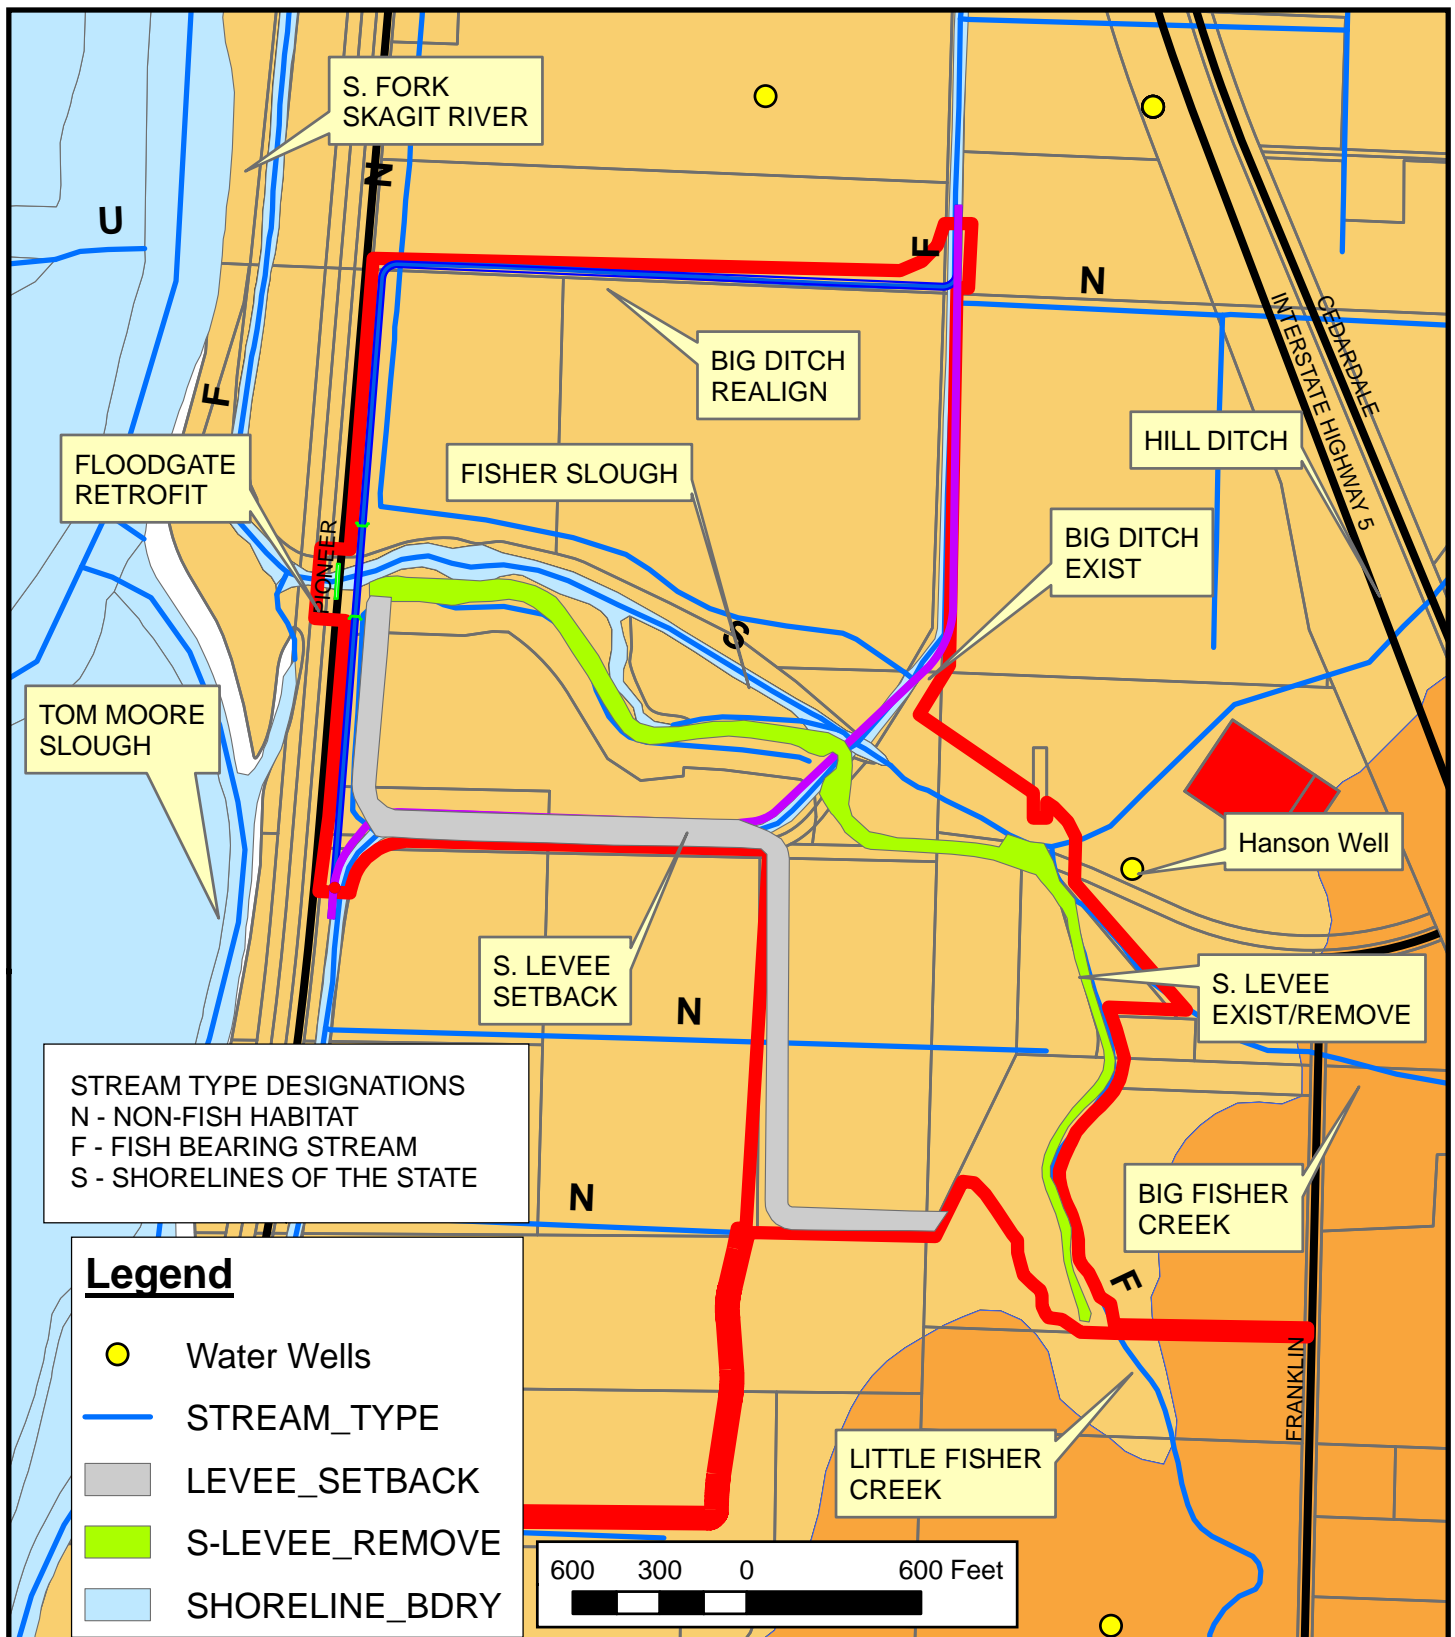 S. FORK
SKAGIT RIVER
N
U
F
N
F
BIG DITCH
REALIGN
INTERSTATE HIGHWAY 5
CEDARDALE
HILL DITCH
FLOODGATE
RETROFIT
FISHER SLOUGH
PIONEER
BIG DITCH
EXIST
S
TOM MOORE
SLOUGH
Hanson Well
S. LEVEE
SETBACK
S. LEVEE
EXIST/REMOVE
N
STREAM TYPE DESIGNATIONS
N - NON-FISH HABITAT
F - FISH BEARING STREAM
S - SHORELINES OF THE STATE
N
BIG FISHER
CREEK
F
FRANKLIN
LITTLE FISHER
CREEK
Legend
Water Wells
STREAM_TYPE
LEVEE_SETBACK
S-LEVEE_REMOVE
SHORELINE_BDRY
600 300 0 600 Feet